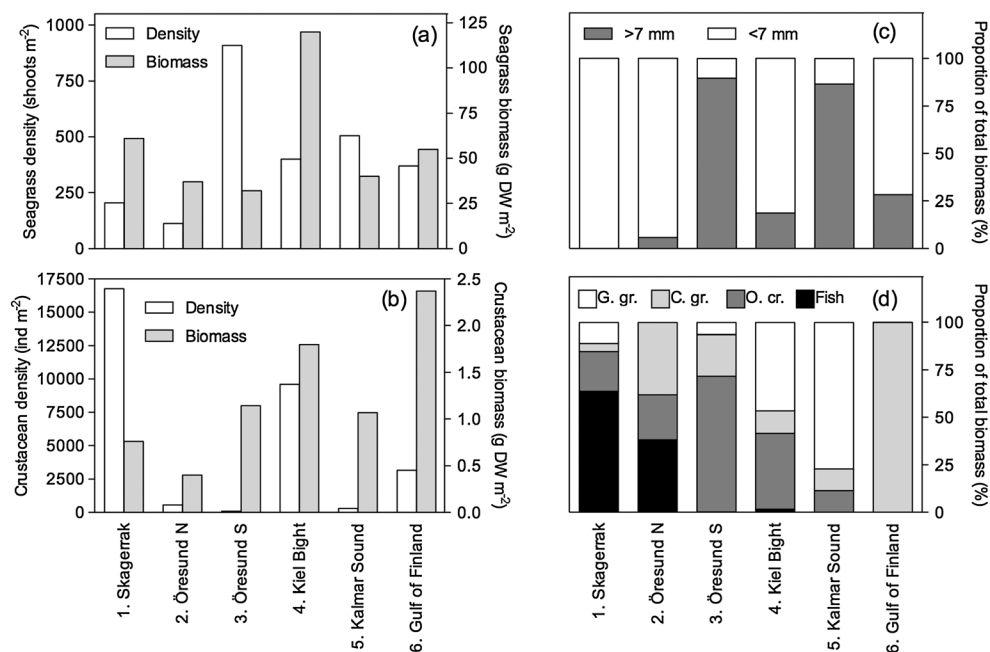 (a)
Density
Biomass
Seagrass density (shoots m-2)
1000
750
500
250
0
Seagrass biomass (g DW m-2)
125
100
75
50
25
0
(b)
Density
Biomass
Crustacean density (ind m-2)
17500
15000
12500
10000
7500
5000
2500
0
Crustacean biomass (g DW m-2)
2.5
2.0
1.5
1.0
0.5
0.0
1. Skagerrak
2. Öresund N
3. Öresund S
4. Kiel Bight
5. Kalmar Sound
6. Gulf of Finland
(c)
>7 mm
<7 mm
Proportion of total biomass (%)
100
75
50
25
0
(d)
G. gr.
C. gr.
O. cr.
Fish
Proportion of total biomass (%)
100
75
50
25
0
1. Skagerrak
2. Öresund N
3. Öresund S
4. Kiel Bight
5. Kalmar Sound
6. Gulf of Finland